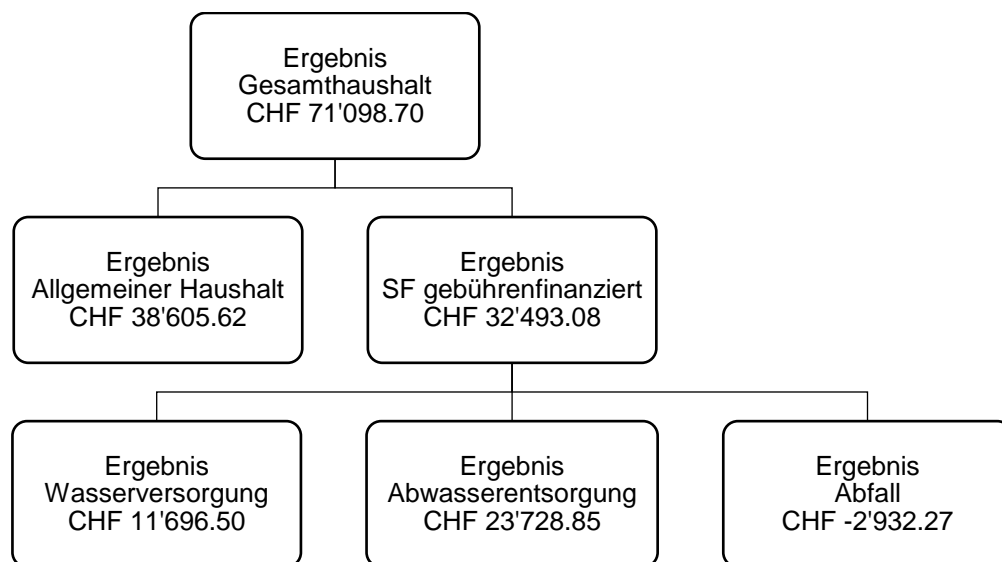 Ergebnis
Gesamthaushalt
CHF 71'098.70
Ergebnis
Allgemeiner Haushalt
CHF 38'605.62
Ergebnis
SF gebührenfinanziert
CHF 32'493.08
Ergebnis
Wasserversorgung
CHF 11'696.50
Ergebnis
Abwasserentsorgung
CHF 23'728.85
Ergebnis
Abfall
CHF -2'932.27